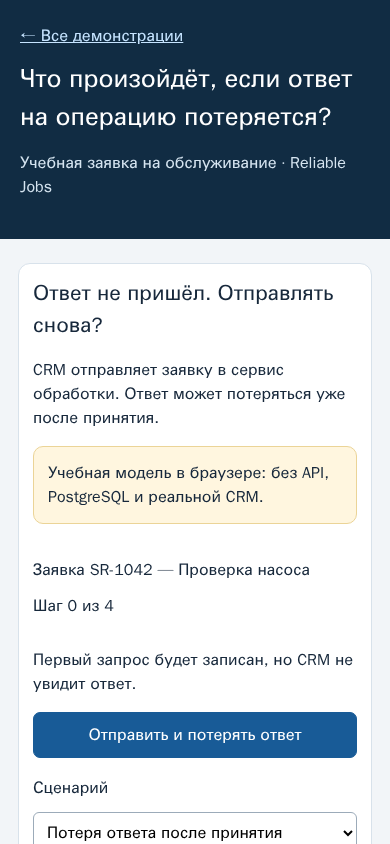 ← Все демонстрации
Что произойдёт, если ответ
на операцию потеряется?
Учебная заявка на обслуживание · Reliable
Jobs
Ответ не пришёл. Отправлять
снова?
CRM отправляет заявку в сервис
обработки. Ответ может потеряться уже
после принятия.
Учебная модель в браузере: без API,
PostgreSQL и реальной CRM.
Заявка SR-1042 — Проверка насоса
Шаг 0 из 4
Первый запрос будет записан, но CRM не
увидит ответ.
Отправить и потерять ответ
Сценарий
Потеря ответа после принятия